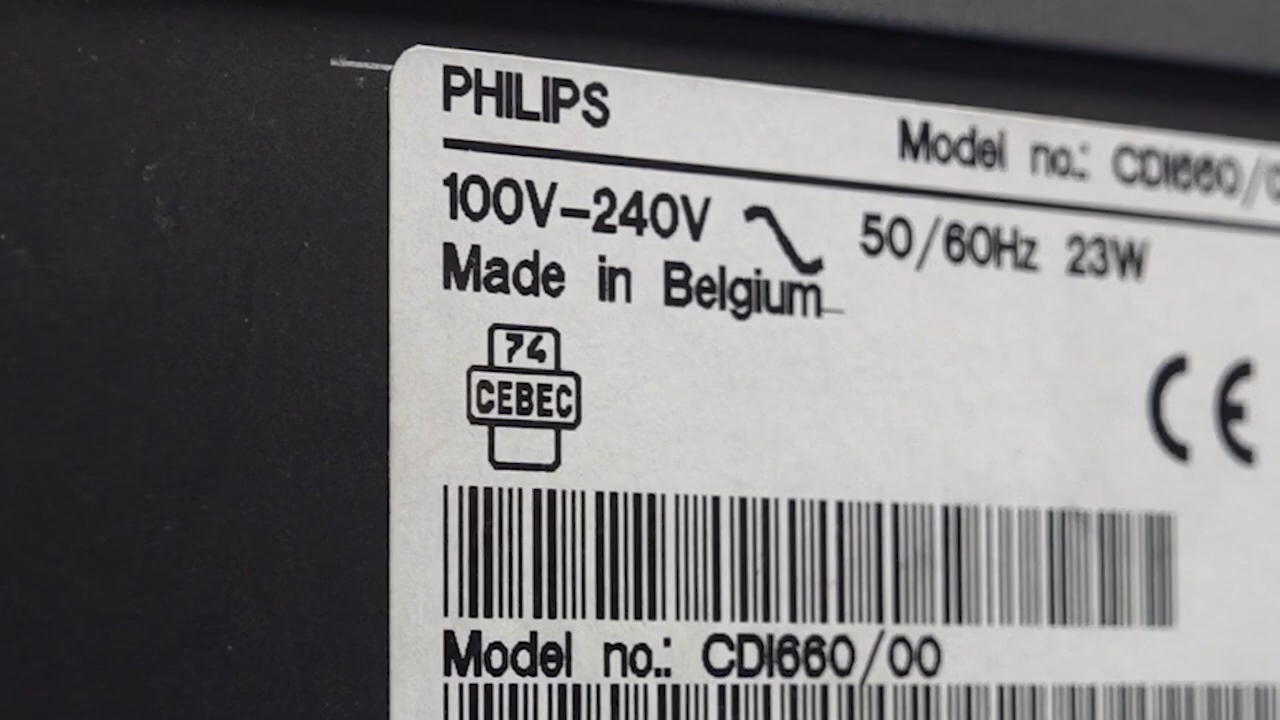 PHILIPS
Model no.: CDI660/0
100V-240V 50/60Hz 23W
Made in Belgium
74
CEBEC
CE
Model no.: CDI660/00